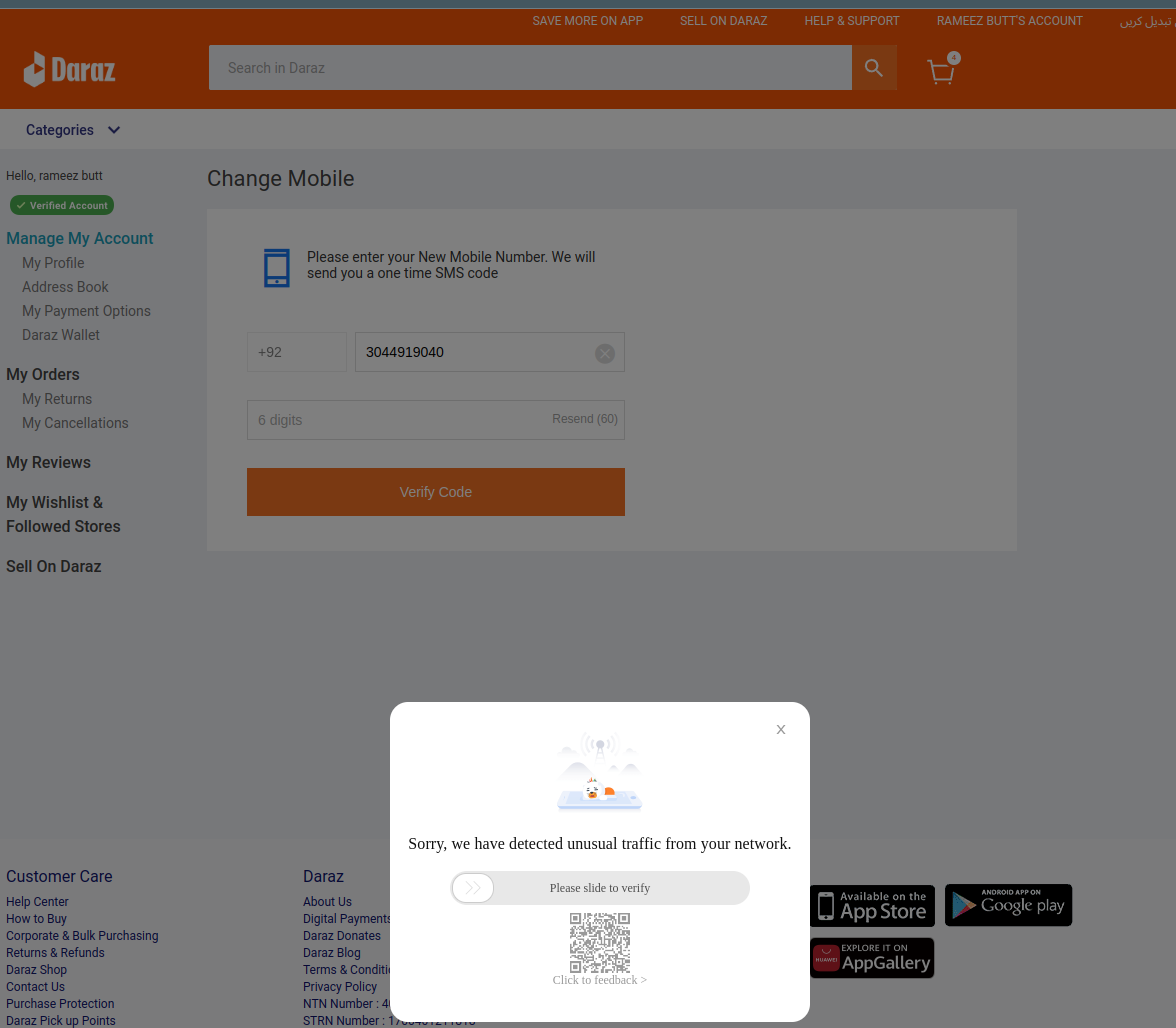 SAVE MORE ON APP
SELL ON DARAZ
HELP & SUPPORT
RAMEEZ BUTT'S ACCOUNT
تبدیل کریں
Daraz
Search in Daraz
4
Categories
Hello, rameez butt
Verified Account
Manage My Account
My Profile
Address Book
My Payment Options
Daraz Wallet
My Orders
My Returns
My Cancellations
My Reviews
My Wishlist &
Followed Stores
Sell On Daraz
Change Mobile
Please enter your New Mobile Number. We will
send you a one time SMS code
+92
3044919040
6 digits
Resend (60)
Verify Code
X
Sorry, we have detected unusual traffic from your network.
Please slide to verify
Click to feedback >
Customer Care
Help Center
How to Buy
Corporate & Bulk Purchasing
Returns & Refunds
Daraz Shop
Contact Us
Purchase Protection
Daraz Pick up Points
Daraz
About Us
Digital Payments
Daraz Donates
Daraz Blog
Terms & Conditi
Privacy Policy
NTN Number : 4
STRN Number :
Available on the
App Store
ANDROID APP ON
Google play
HUAWEI
EXPLORE IT ON
AppGallery